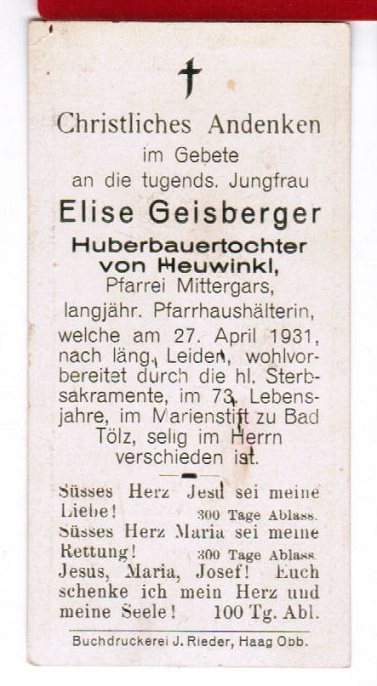 Christliches Andenken
im Gebete
an die tugends. Jungfrau
Elise Geisberger
Huberbauertochter
von Heuwinkl,
Pfarrei Mittergars,
langjähr. Pfarrhaushälterin,
welche am 27. April 1931,
nach läng. Leiden, wohlvor-
bereitet durch die hl. Sterb-
sakramente, im 73. Lebens-
jahre, im Marienstift zu Bad
Tölz, selig im Herrn
verschieden ist.
Süsses Herz Jesu sei meine
Liebe! 300 Tage Ablass.
Süsses Herz Maria sei meine
Rettung! 300 Tage Ablass.
Jesus, Maria, Josef! Euch
schenke ich mein Herz und
meine Seele! 100 Tg. Abl.
Buchdruckerei J. Rieder, Haag Obb.